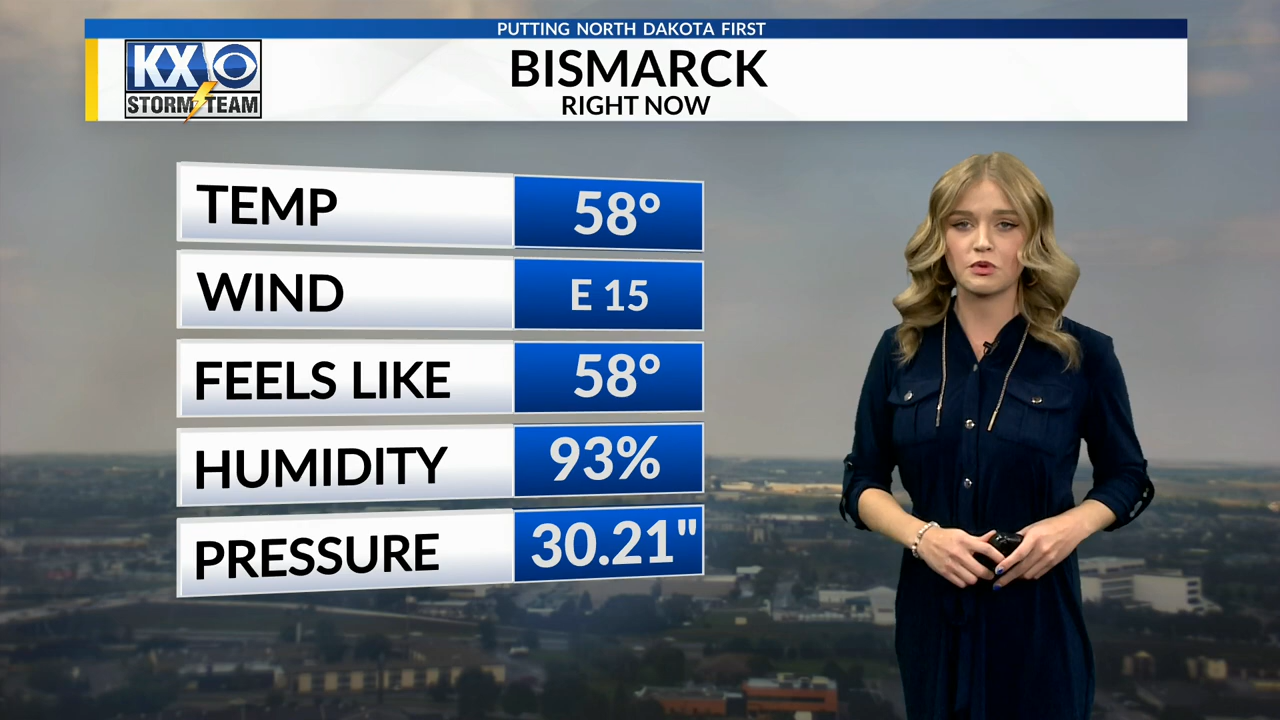 PUTTING NORTH DAKOTA FIRST
KX
STORM TEAM
BISMARCK
RIGHT NOW
TEMP 58°
WIND E 15
FEELS LIKE 58°
HUMIDITY 93%
PRESSURE 30.21"